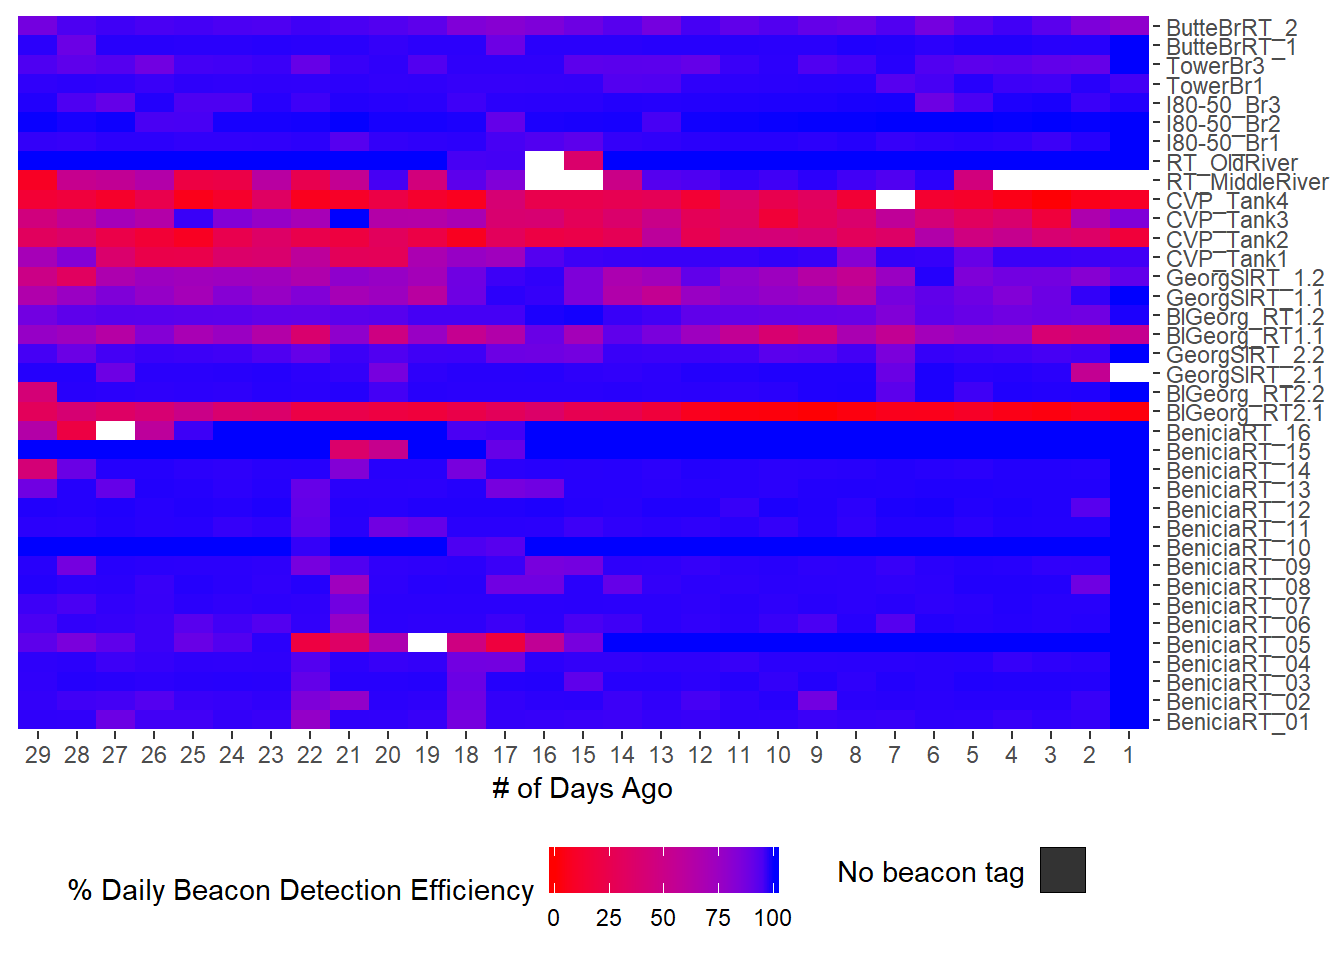 ButteBrRT_2
ButteBrRT_1
TowerBr3
TowerBr1
I80-50_Br3
I80-50_Br2
I80-50_Br1
RT_OldRiver
RT_MiddleRiver
CVP_Tank4
CVP_Tank3
CVP_Tank2
CVP_Tank1
GeorgSlRT_1.2
GeorgSlRT_1.1
BlGeorg_RT1.2
BlGeorg_RT1.1
GeorgSlRT_2.2
GeorgSlRT_2.1
BlGeorg_RT2.2
BlGeorg_RT2.1
BeniciaRT_16
BeniciaRT_15
BeniciaRT_14
BeniciaRT_13
BeniciaRT_12
BeniciaRT_11
BeniciaRT_10
BeniciaRT_09
BeniciaRT_08
BeniciaRT_07
BeniciaRT_06
BeniciaRT_05
BeniciaRT_04
BeniciaRT_03
BeniciaRT_02
BeniciaRT_01
29 28 27 26 25 24 23 22 21 20 19 18 17 16 15 14 13 12 11 10 9 8 7 6 5 4 3 2 1
# of Days Ago
% Daily Beacon Detection Efficiency
0 25 50 75 100
No beacon tag